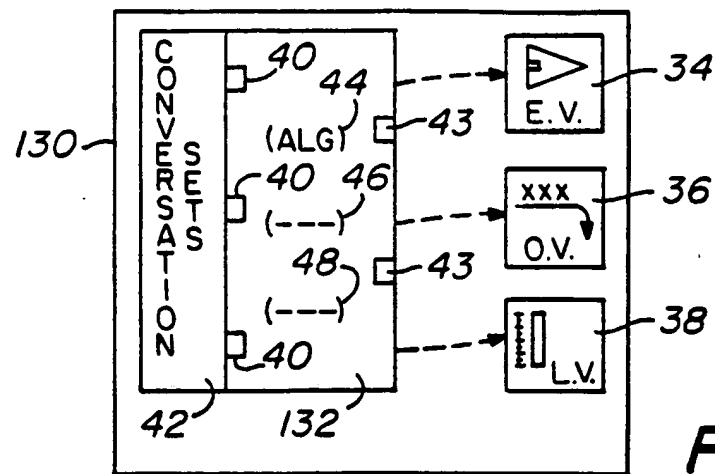 CONVERSATION
SETS
40
44
34
(ALG)
43
E.V.
130
40
46
xxx
36
(---)
O.V.
48
43
(---)
38
40
L.V.
42
132
F